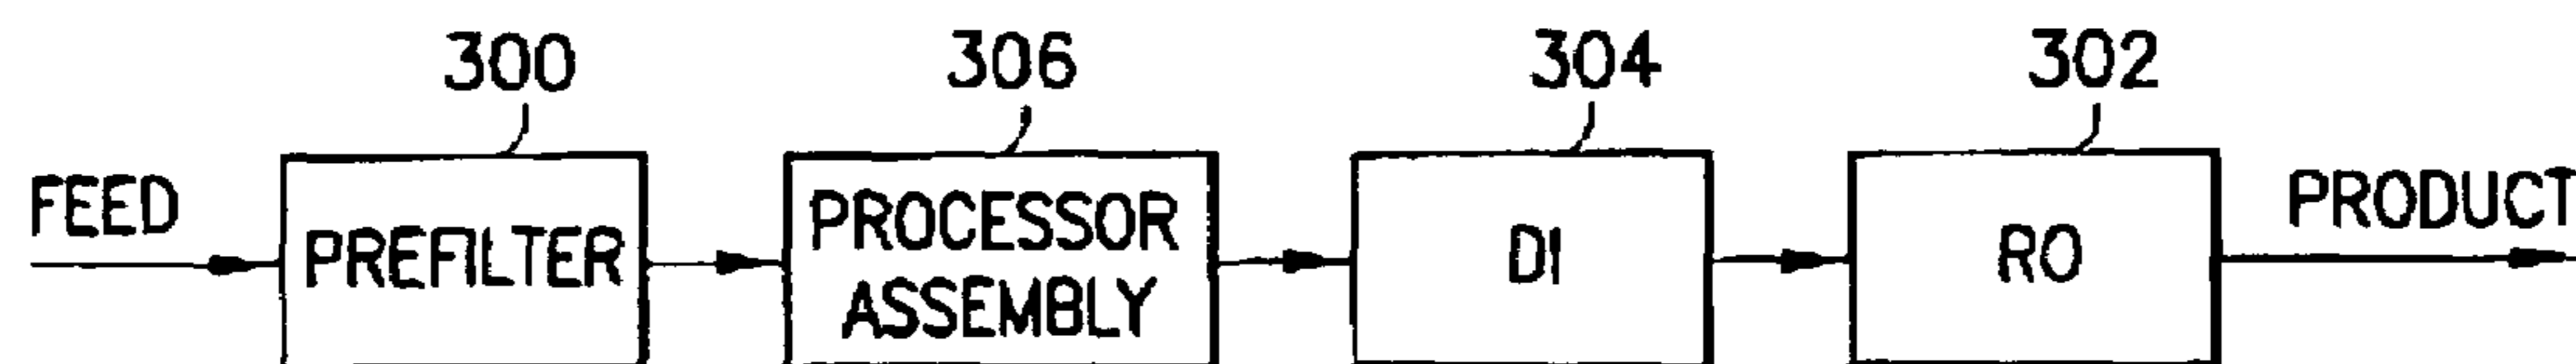 300 306 304 302
FEED PREFILTER PROCESSOR ASSEMBLY DI RO PRODUCT